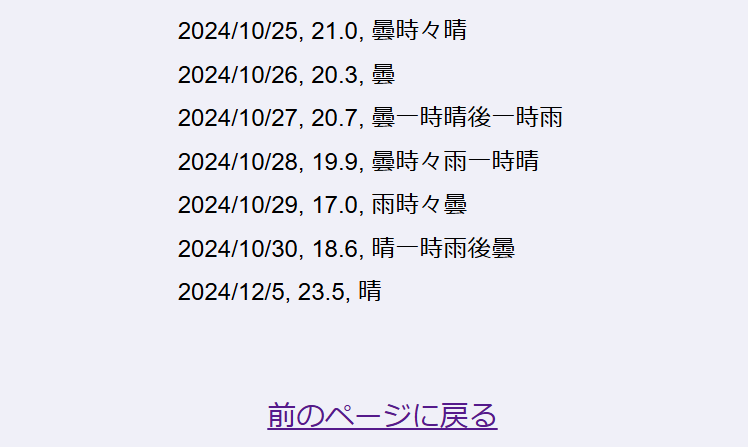 2024/10/25, 21.0, 曇時々晴
2024/10/26, 20.3, 曇
2024/10/27, 20.7, 曇一時晴後一時雨
2024/10/28, 19.9, 曇時々雨一時晴
2024/10/29, 17.0, 雨時々曇
2024/10/30, 18.6, 晴一時雨後曇
2024/12/5, 23.5, 晴
前のページに戻る